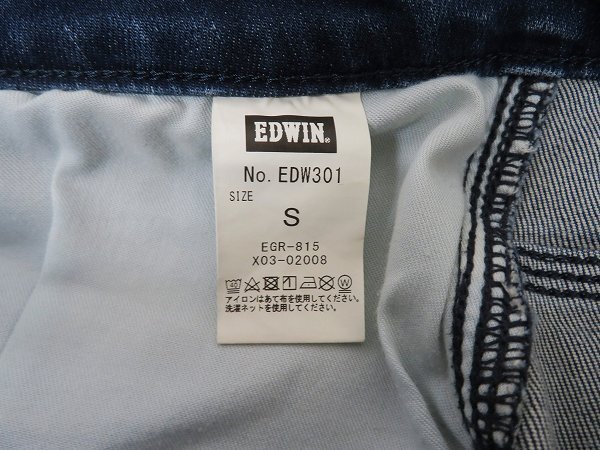 EDWIN®
No. EDW301
SIZE
S
EGR-815
X03-02008
アイロンはあて布を使用してください。
洗濯ネットを使用してください。